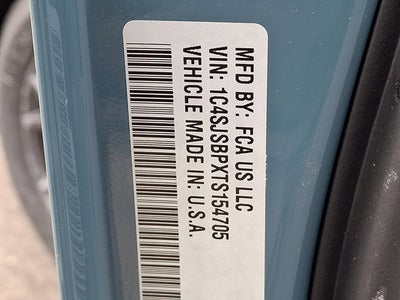 MFD BY: FCA US LLC
VIN: 1C4SJSBPXTS154705
VEHICLE MADE IN: U.S.A.